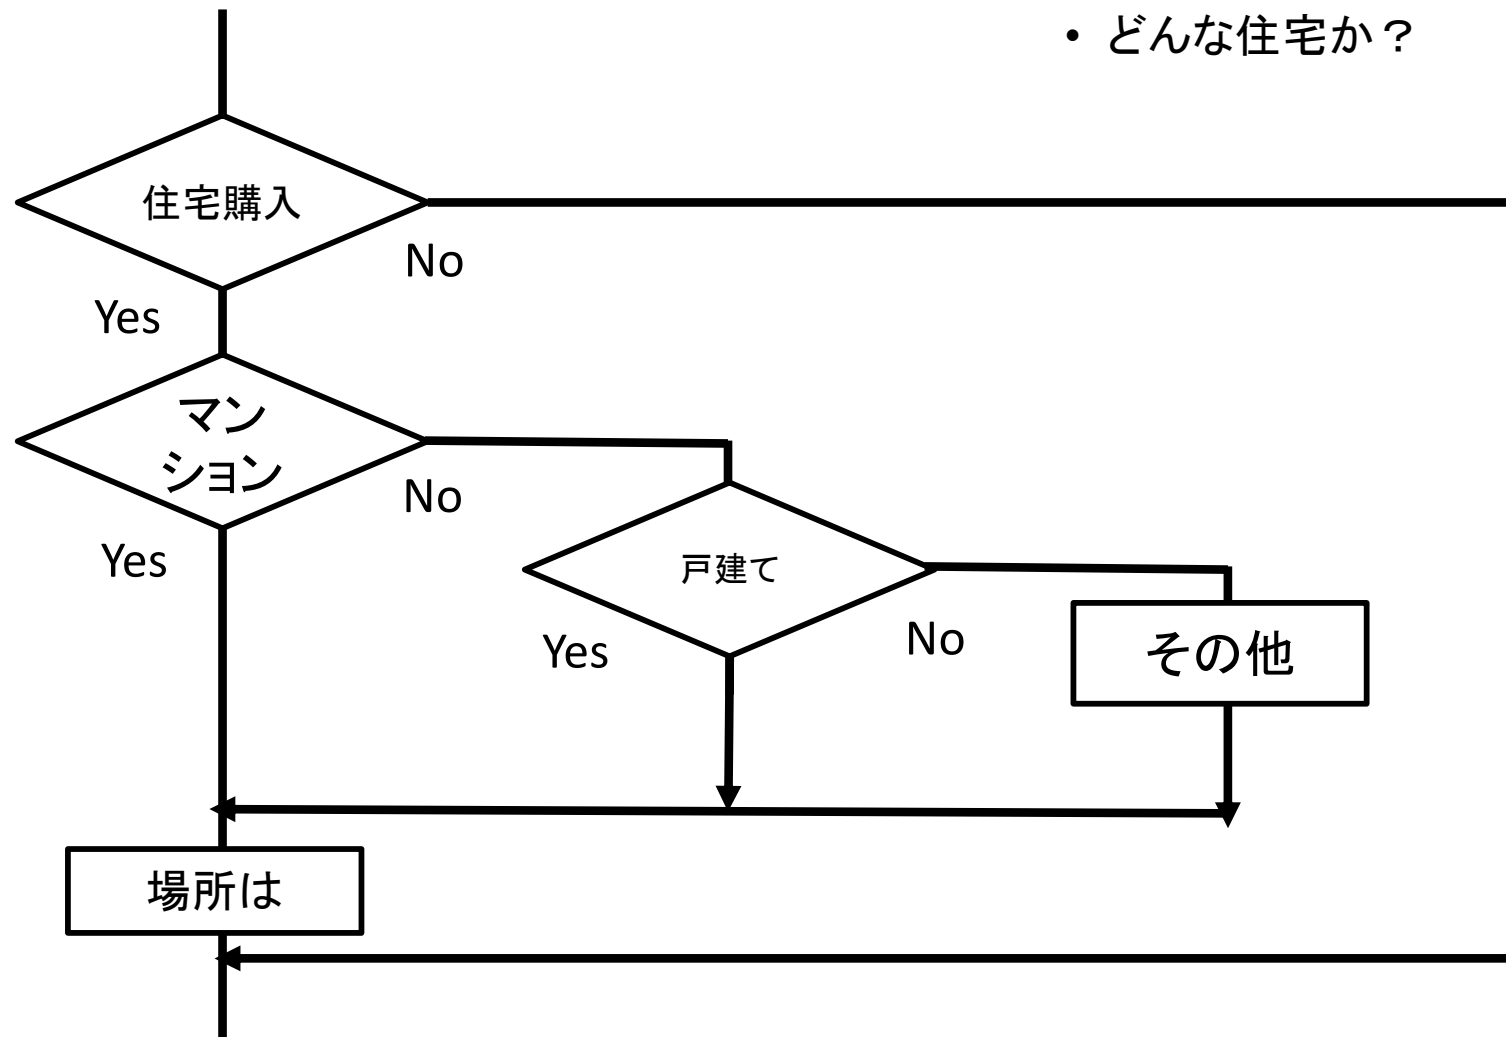 • どんな住宅か？
住宅購入
No
Yes
マン
ション
No
Yes
戸建て
Yes
No
その他
場所は